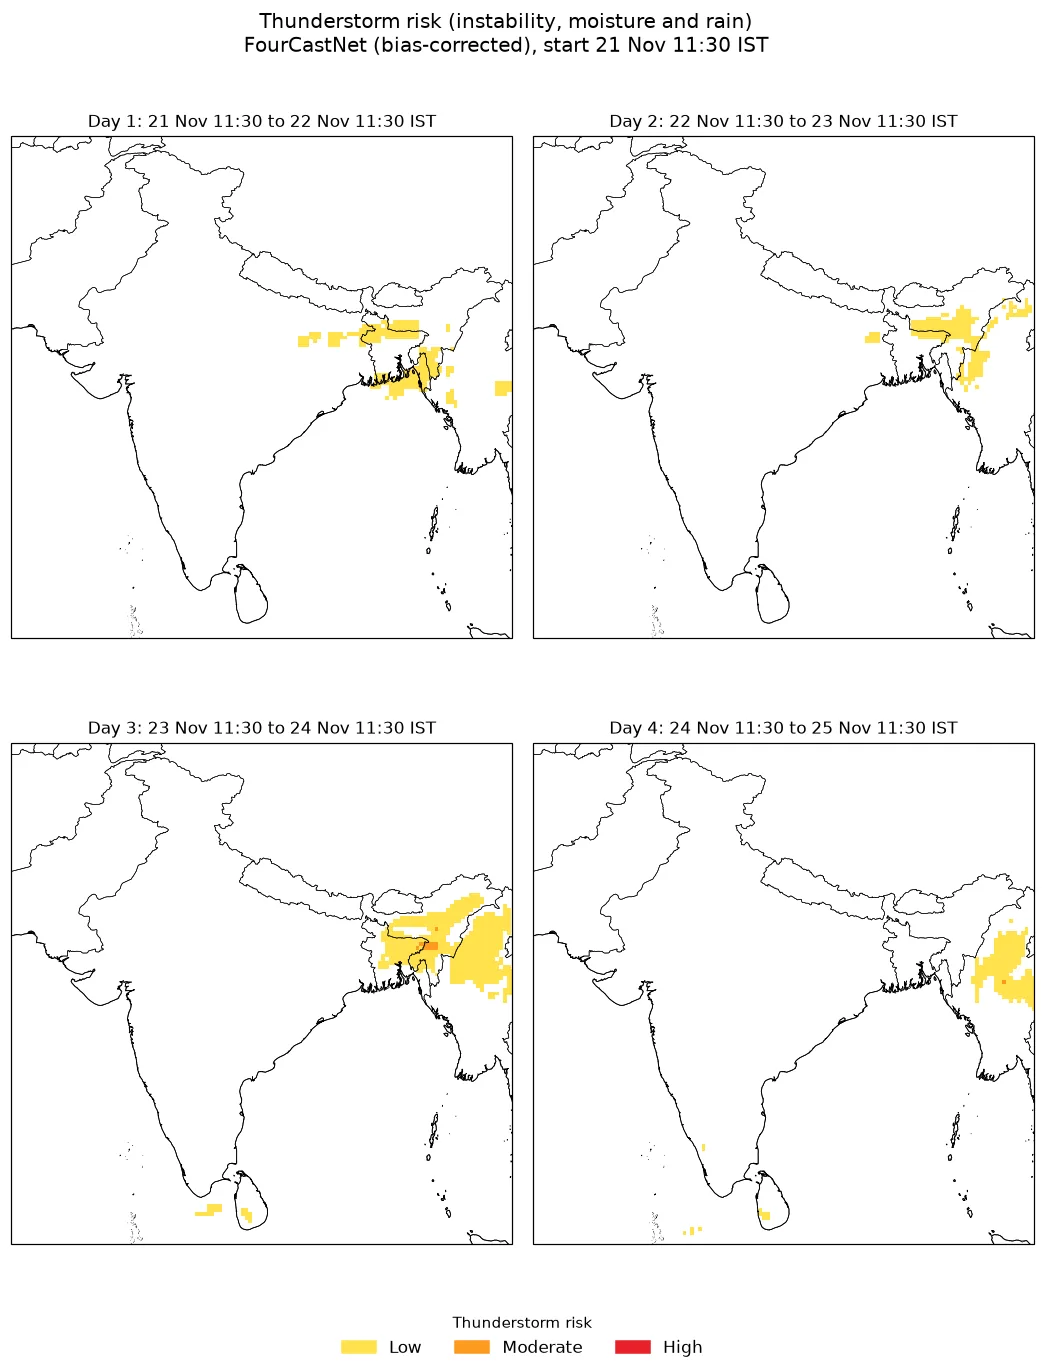 Thunderstorm risk (instability, moisture and rain)
FourCastNet (bias-corrected), start 21 Nov 11:30 IST
Day 1: 21 Nov 11:30 to 22 Nov 11:30 IST
Day 2: 22 Nov 11:30 to 23 Nov 11:30 IST
Day 3: 23 Nov 11:30 to 24 Nov 11:30 IST
Day 4: 24 Nov 11:30 to 25 Nov 11:30 IST
Thunderstorm risk
Low Moderate High